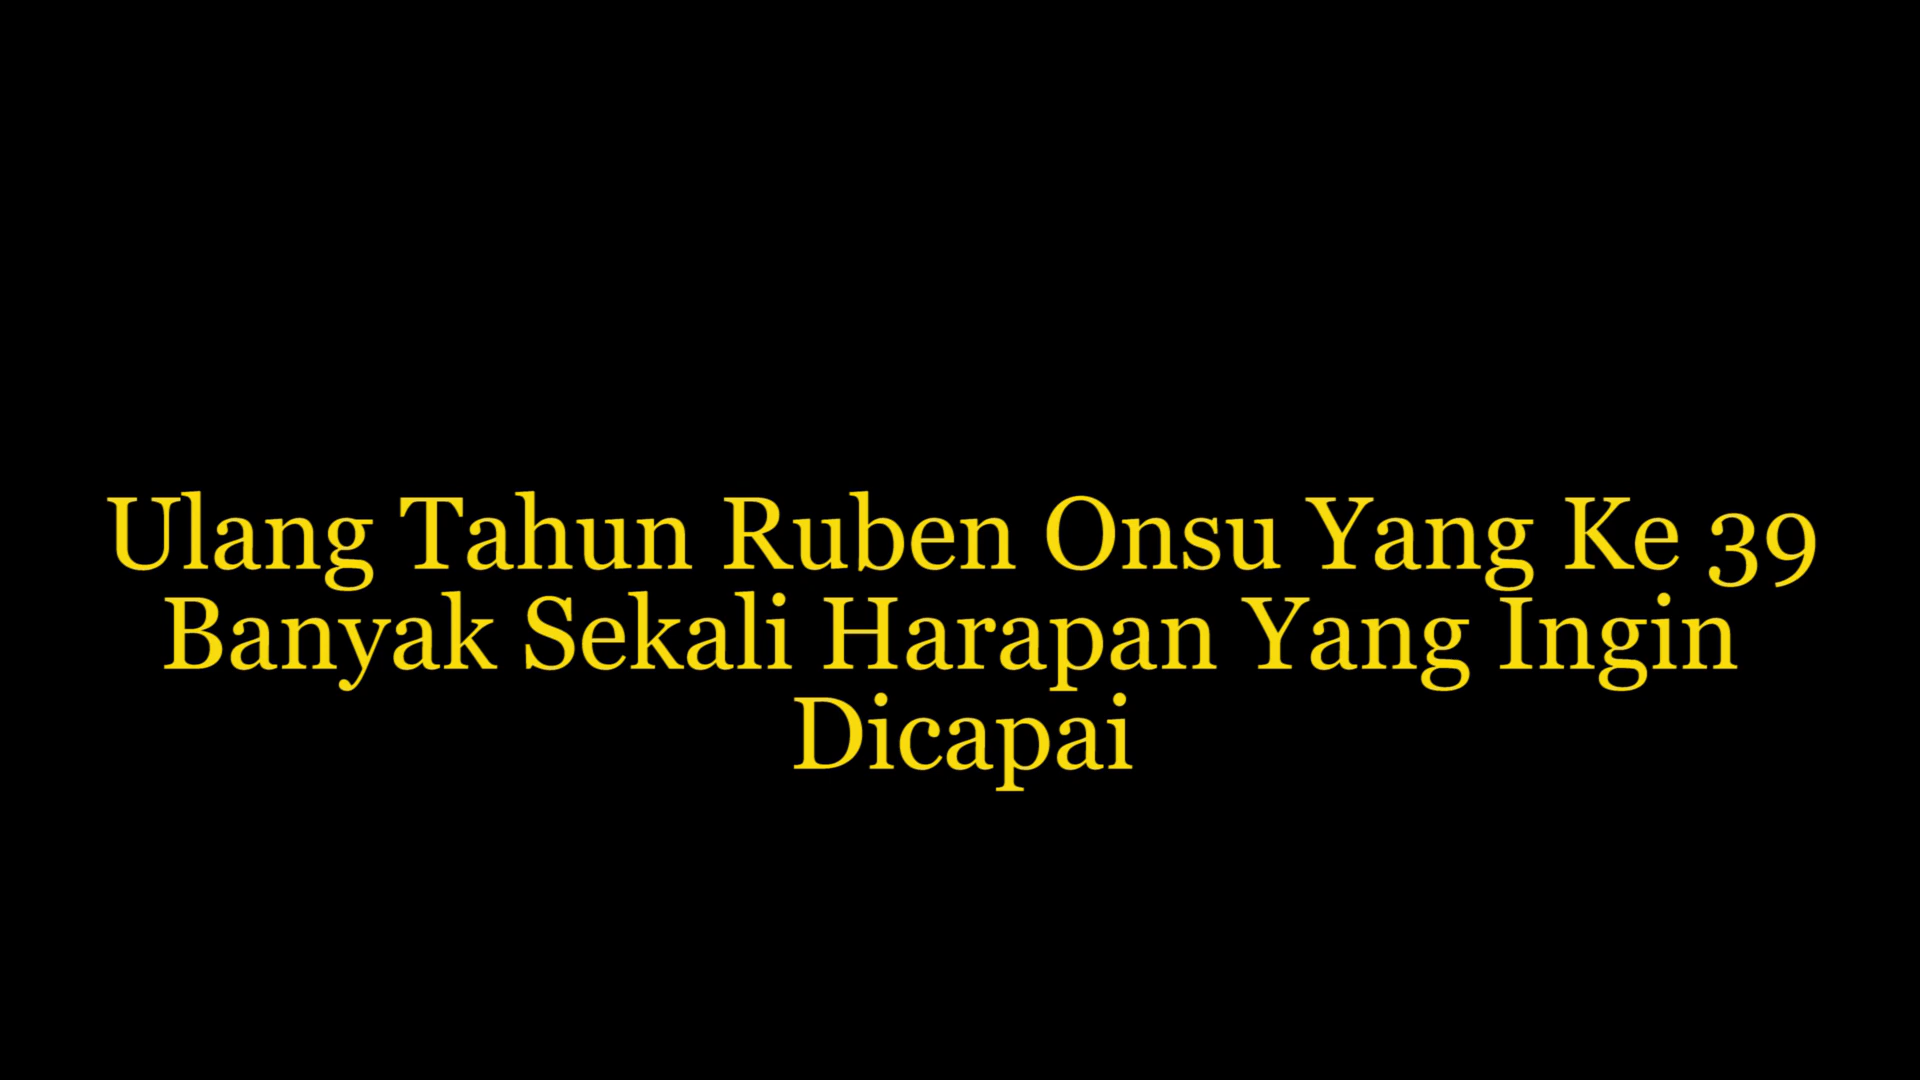 Ulang Tahun Ruben Onsu Yang Ke 39
Banyak Sekali Harapan Yang Ingin
Dicapai